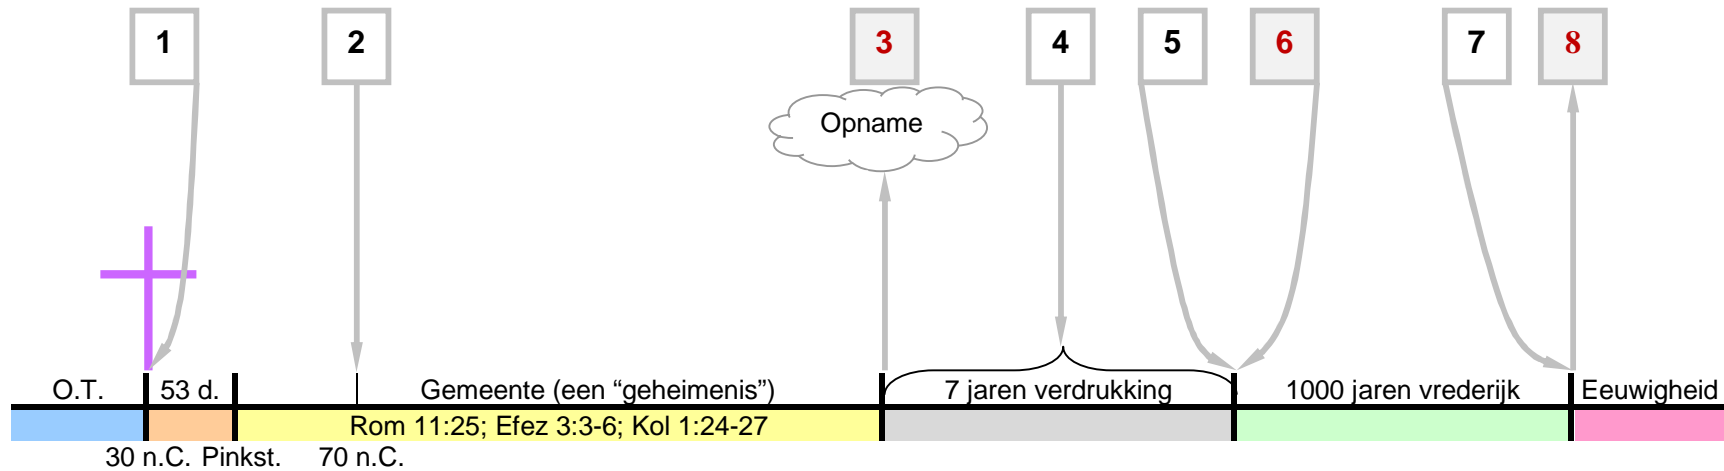 1 2 3 4 5 6 7 8
Opname
O.T. 53 d. Gemeente (een “geheimenis”) 7 jaren verdrukking 1000 jaren vrederijk Eeuwigheid
Rom 11:25; Efez 3:3-6; Kol 1:24-27
30 n.C. Pinkst. 70 n.C.